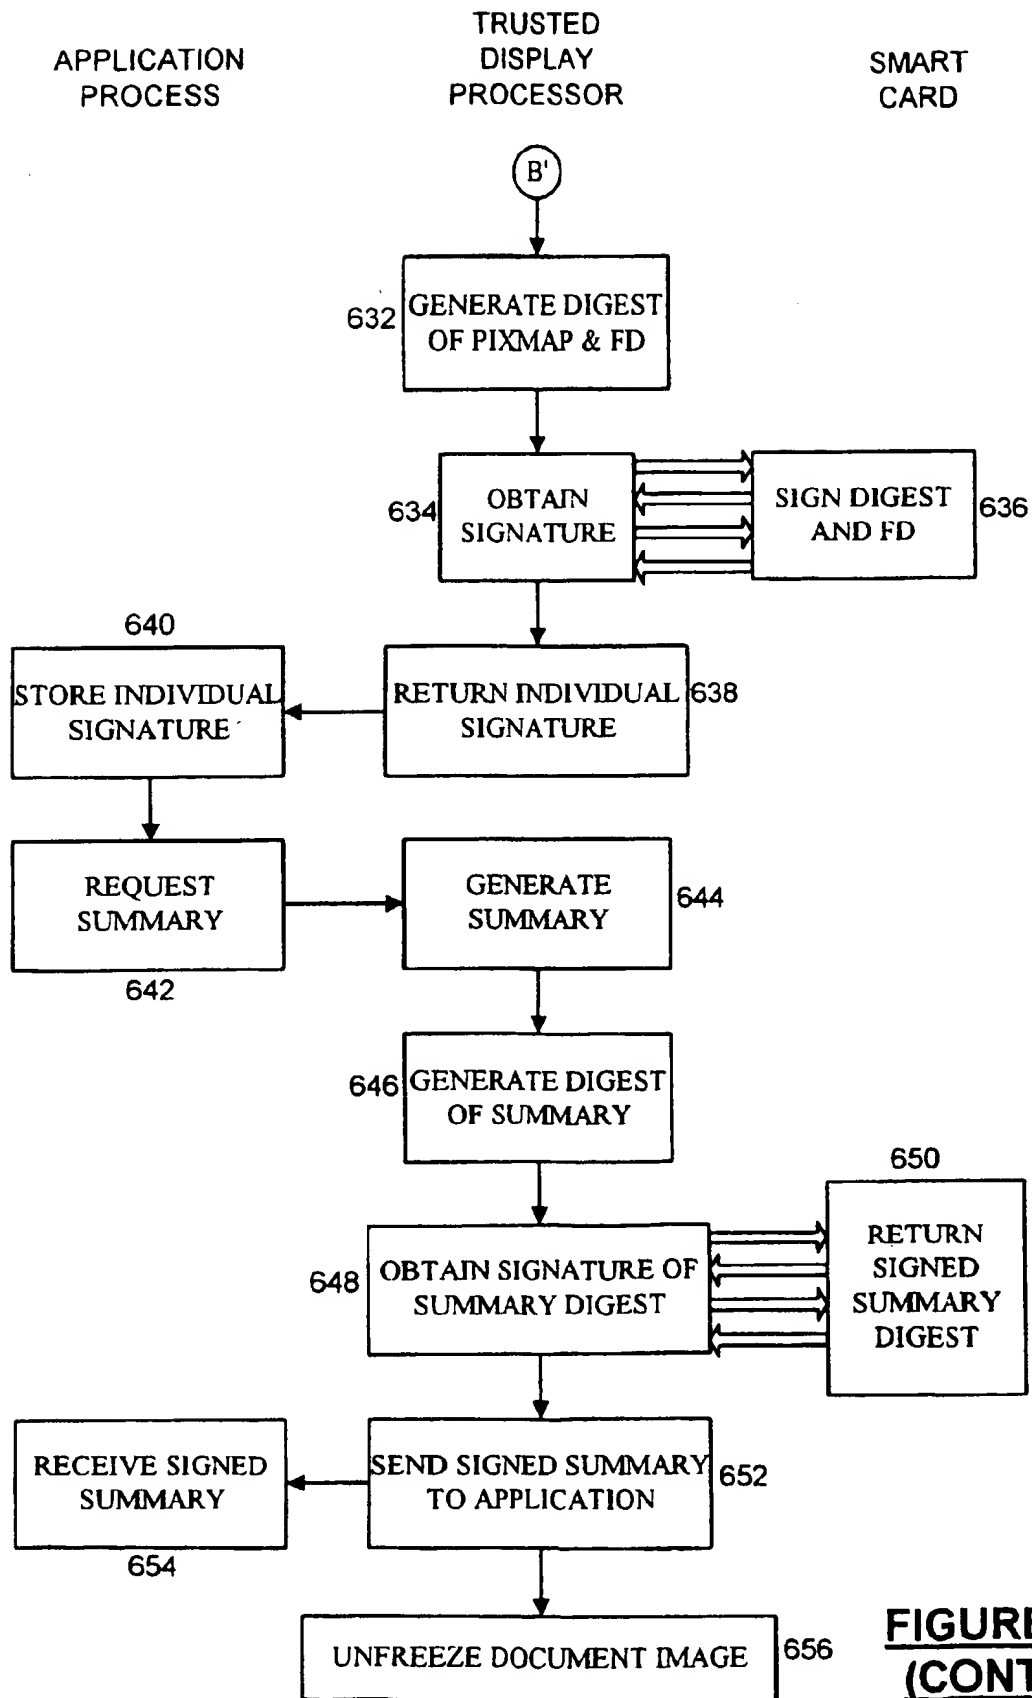 APPLICATION
PROCESS
TRUSTED
DISPLAY
PROCESSOR
SMART
CARD
B'
632
GENERATE DIGEST
OF PIXMAP & FD
634
OBTAIN
SIGNATURE
SIGN DIGEST
AND FD
636
640
STORE INDIVIDUAL
SIGNATURE
RETURN INDIVIDUAL
SIGNATURE
638
REQUEST
SUMMARY
642
GENERATE
SUMMARY
644
646
GENERATE DIGEST
OF SUMMARY
648
OBTAIN SIGNATURE OF
SUMMARY DIGEST
650
RETURN
SIGNED
SUMMARY
DIGEST
RECEIVE SIGNED
SUMMARY
654
SEND SIGNED SUMMARY
TO APPLICATION
652
UNFREEZE DOCUMENT IMAGE
656
FIGURE
(CONT